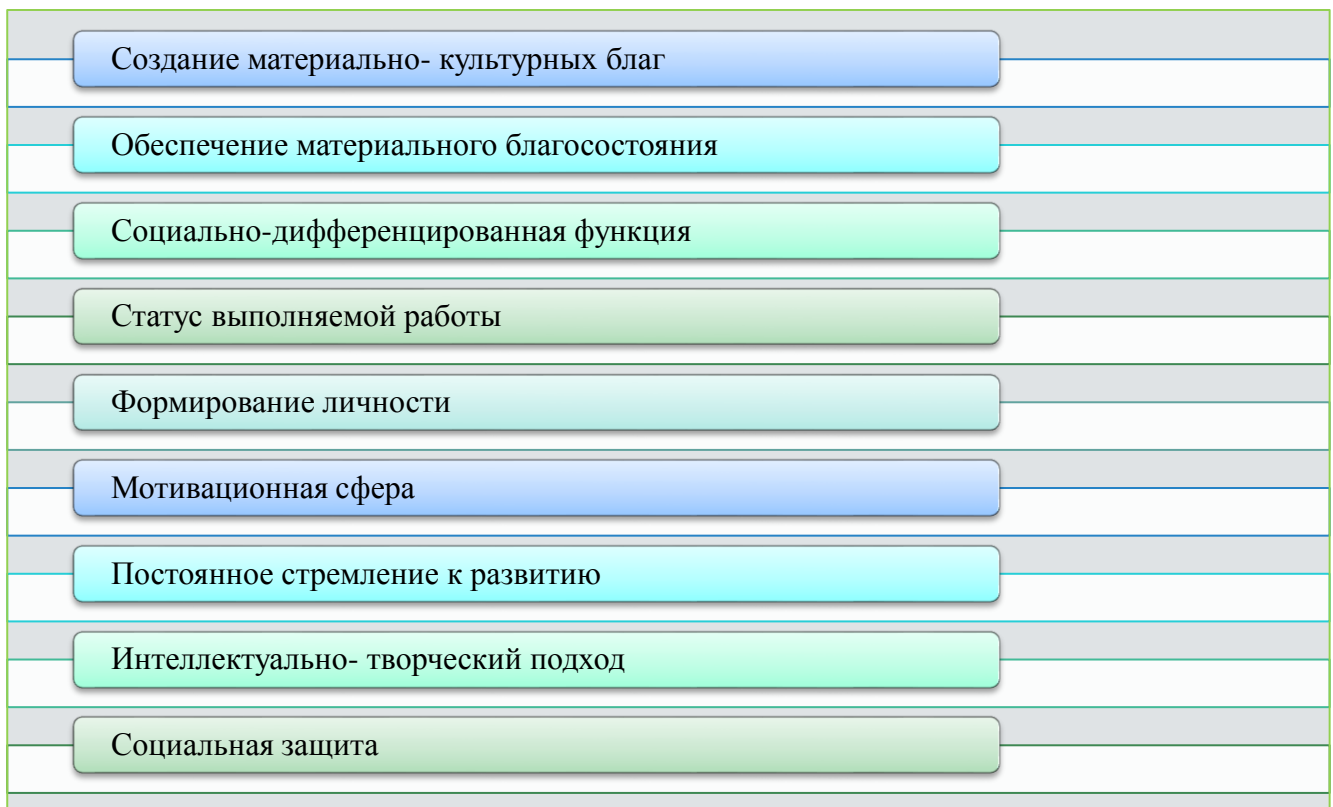 Создание материально- культурных благ
Обеспечение материального благосостояния
Социально-дифференцированная функция
Статус выполняемой работы
Формирование личности
Мотивационная сфера
Постоянное стремление к развитию
Интеллектуально- творческий подход
Социальная защита